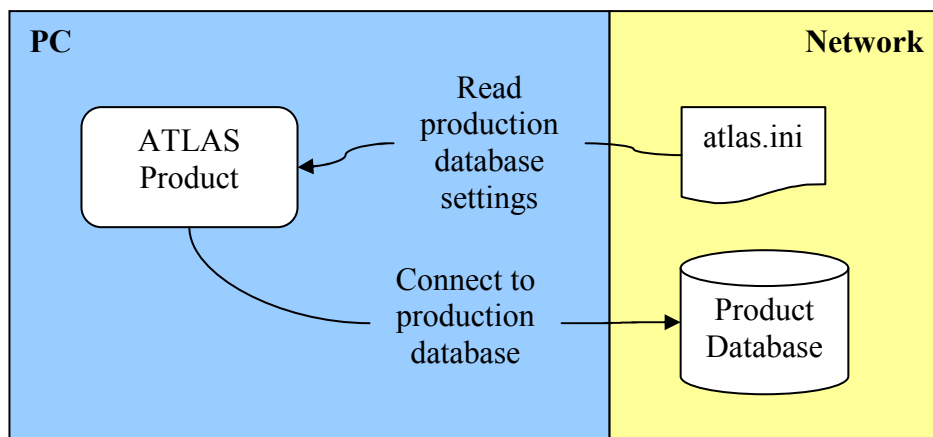 PC
Network
Read
production
database
settings
ATLAS
Product
atlas.ini
Connect to
production
database
Product
Database